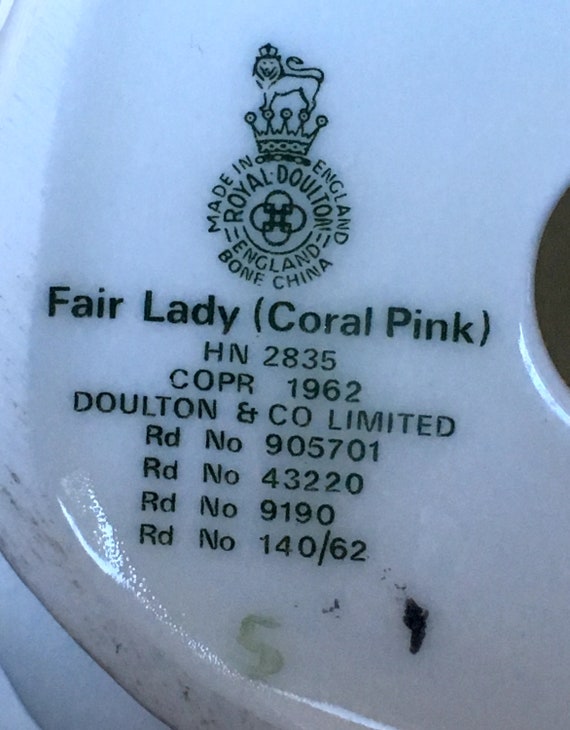 MADE IN ENGLAND
ROYAL·DOULTON
ENGLAND
BONE CHINA
Fair Lady (Coral Pink)
HN 2835
COPR 1962
DOULTON & CO LIMITED
Rd No 905701
Rd No 43220
Rd No 9190
Rd No 140/62
5